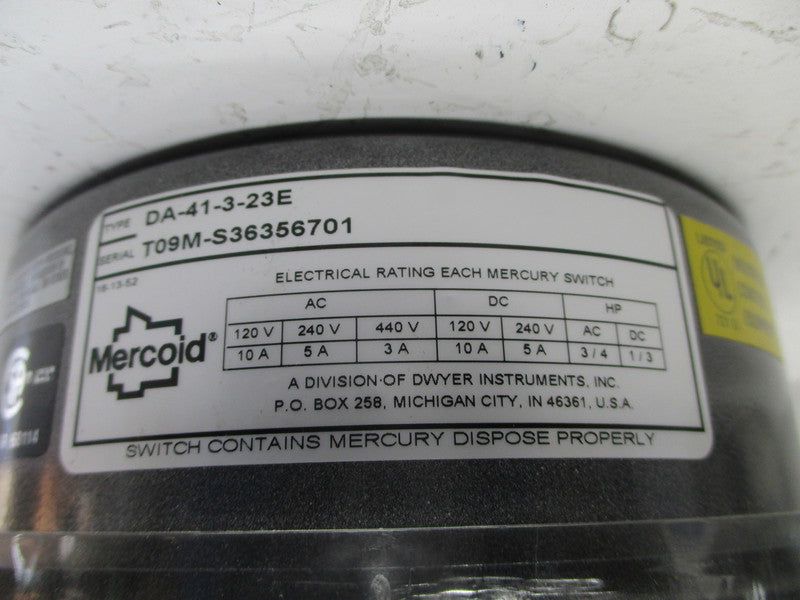 TYPE DA-41-3-23E
SERIAL T09M-S36356701
16-13-52
ELECTRICAL RATING EACH MERCURY SWITCH
AC DC HP
120 V 240 V 440 V 120 V 240 V AC DC
10 A 5 A 3 A 10 A 5 A 3 / 4 1 / 3
Mercoid®
A DIVISION OF DWYER INSTRUMENTS, INC.
P.O. BOX 258, MICHIGAN CITY, IN 46361, U.S.A.
SWITCH CONTAINS MERCURY DISPOSE PROPERLY
LISTED
UL